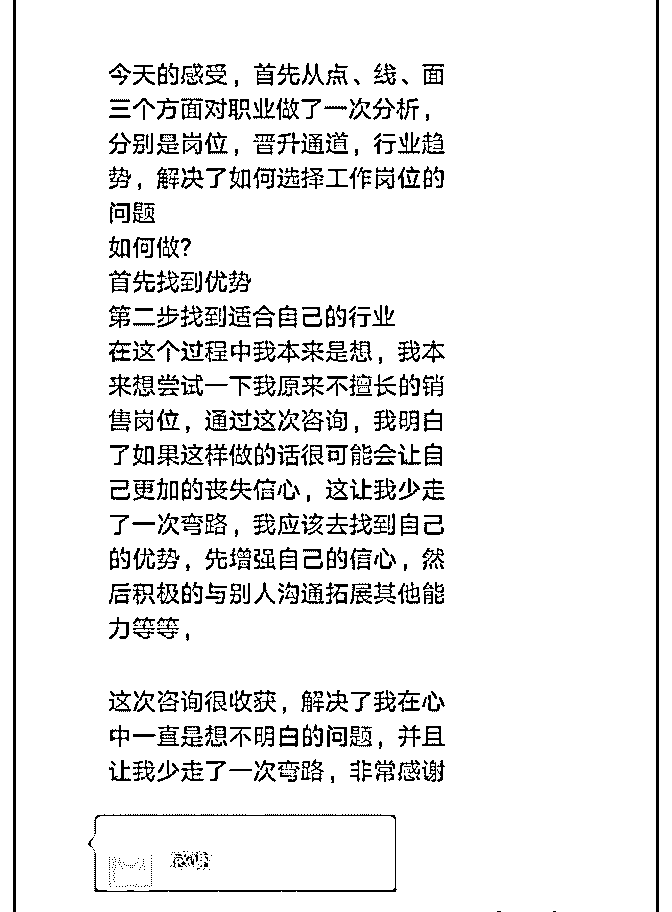 今天的感受，首先从点、线、面
三个方面对职业做了一次分析，
分别是岗位，晋升通道，行业趋
势，解决了如何选择工作岗位的
问题
如何做?
首先找到优势
第二步找到适合自己的行业
在这个过程中我本来是想，我本
来想尝试一下我原来不擅长的销
售岗位，通过这次咨询，我明白
了如果这样做的话很可能会让自
己更加的丧失信心，这让我少走
了一次弯路，我应该去找到自己
的优势，先增强自己的信心，然
后积极的与别人沟通拓展其他能
力等等，
这次咨询很收获，解决了我在心
中一直是想不明白的问题，并且
让我少走了一次弯路，非常感谢
感谢